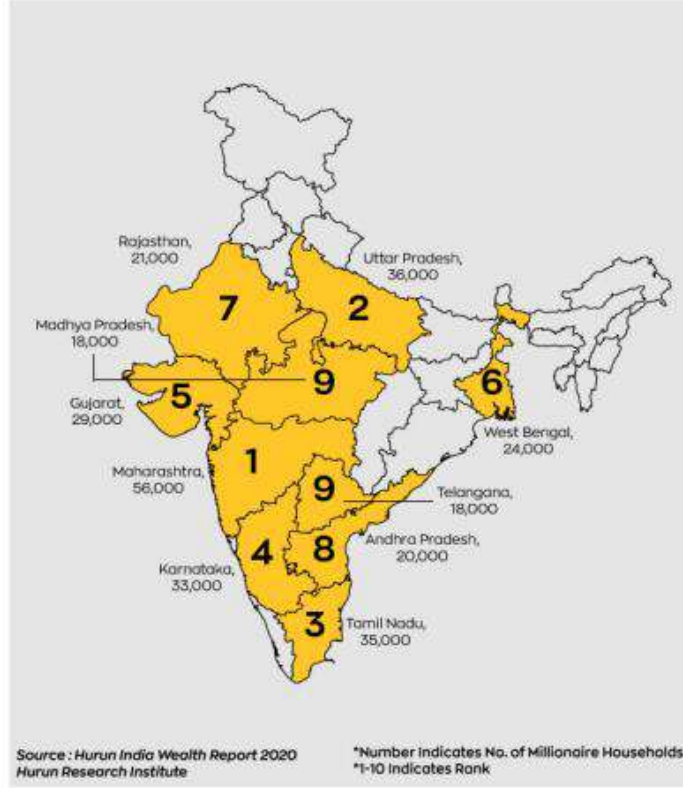 Rajasthan,
21,000
Uttar Pradesh,
36,000
7
2
Madhya Pradesh,
18,000
9
6
5
Gujarat,
29,000
West Bengal,
24,000
1
Maharashtra,
56,000
9
Telangana,
18,000
8
Andhra Pradesh,
20,000
4
Karnataka,
33,000
3
Tamil Nadu,
35,000
Source : Hurun India Wealth Report 2020
Hurun Research Institute
*Number Indicates No. of Millionaire Households
*1-10 Indicates Rank